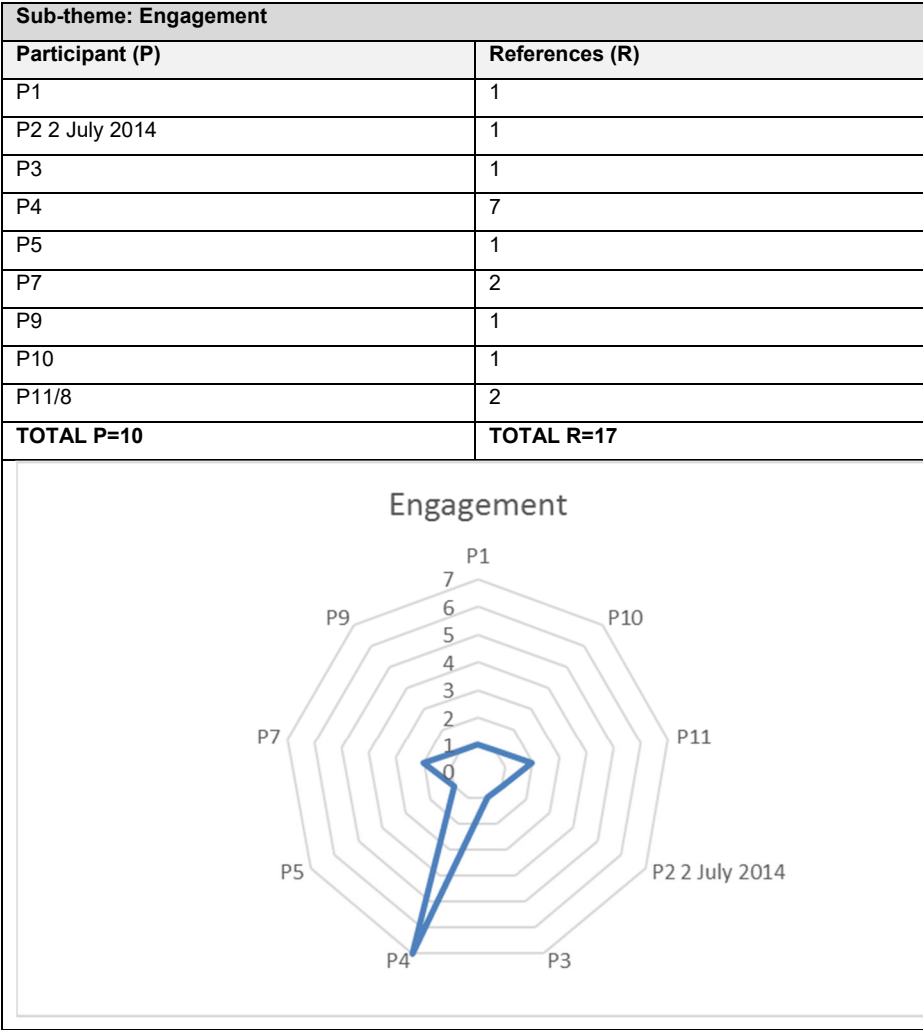 Sub-theme: Engagement
Participant (P) References (R)
P1 1
P2 2 July 2014 1
P3 1
P4 7
P5 1
P7 2
P9 1
P10 1
P11/8 2
TOTAL P=10 TOTAL R=17
Engagement
P1
7
6
5
4
3
2
1
0
P10
P11
P2 2 July 2014
P3
P4
P5
P7
P9